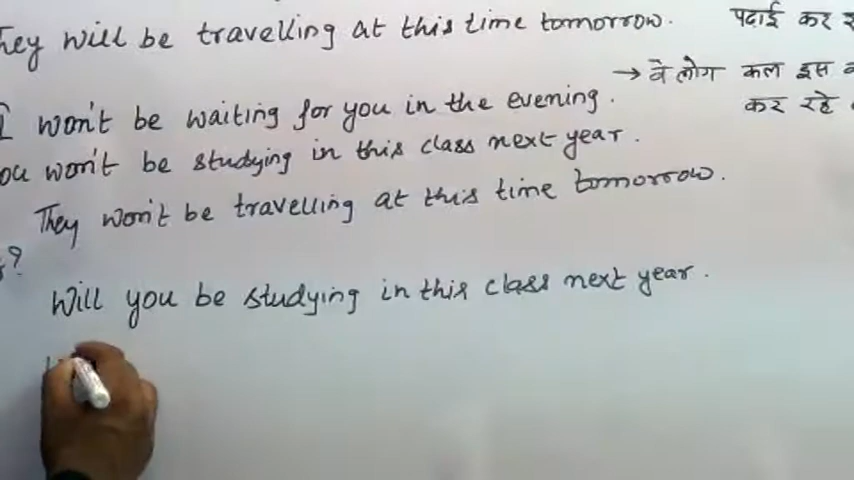 They will be travelling at this time tomorrow.
पढाई कर
→ वे लोग कल इस
कर रहे
I won't be waiting for you in the evening.
You won't be studying in this class next year.
They won't be travelling at this time tomorrow.
?
Will you be studying in this class next year.